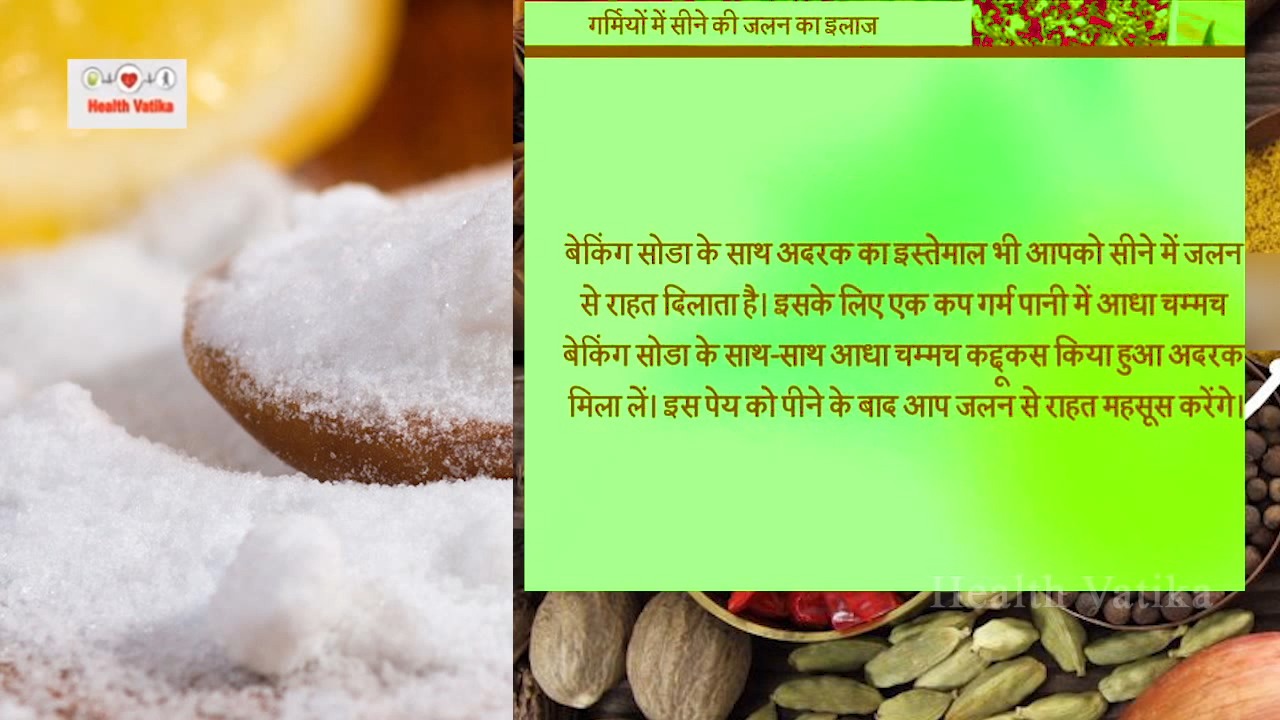 गर्मियों में सीने की जलन का इलाज
Health Vatika
बेकिंग सोडा के साथ अदरक का इस्तेमाल भी आपको सीने में जलन
से राहत दिलाता है। इसके लिए एक कप गर्म पानी में आधा चम्मच
बेकिंग सोडा के साथ-साथ आधा चम्मच कद्दूकस किया हुआ अदरक
मिला लें। इस पेय को पीने के बाद आप जलन से राहत महसूस करेंगे।
Health Vatika